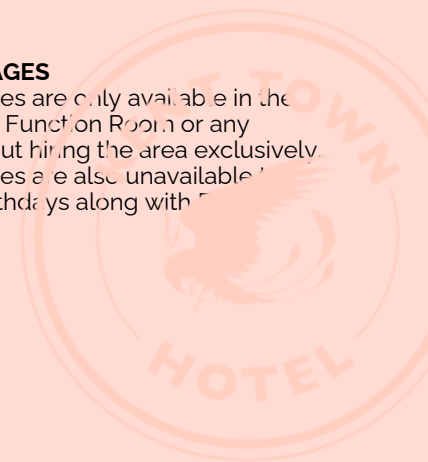 AGES
es are only available in the
Function Room or any
ut hiring the area exclusively.
es are also unavailable
thdays along with
TOWN
HOTEL